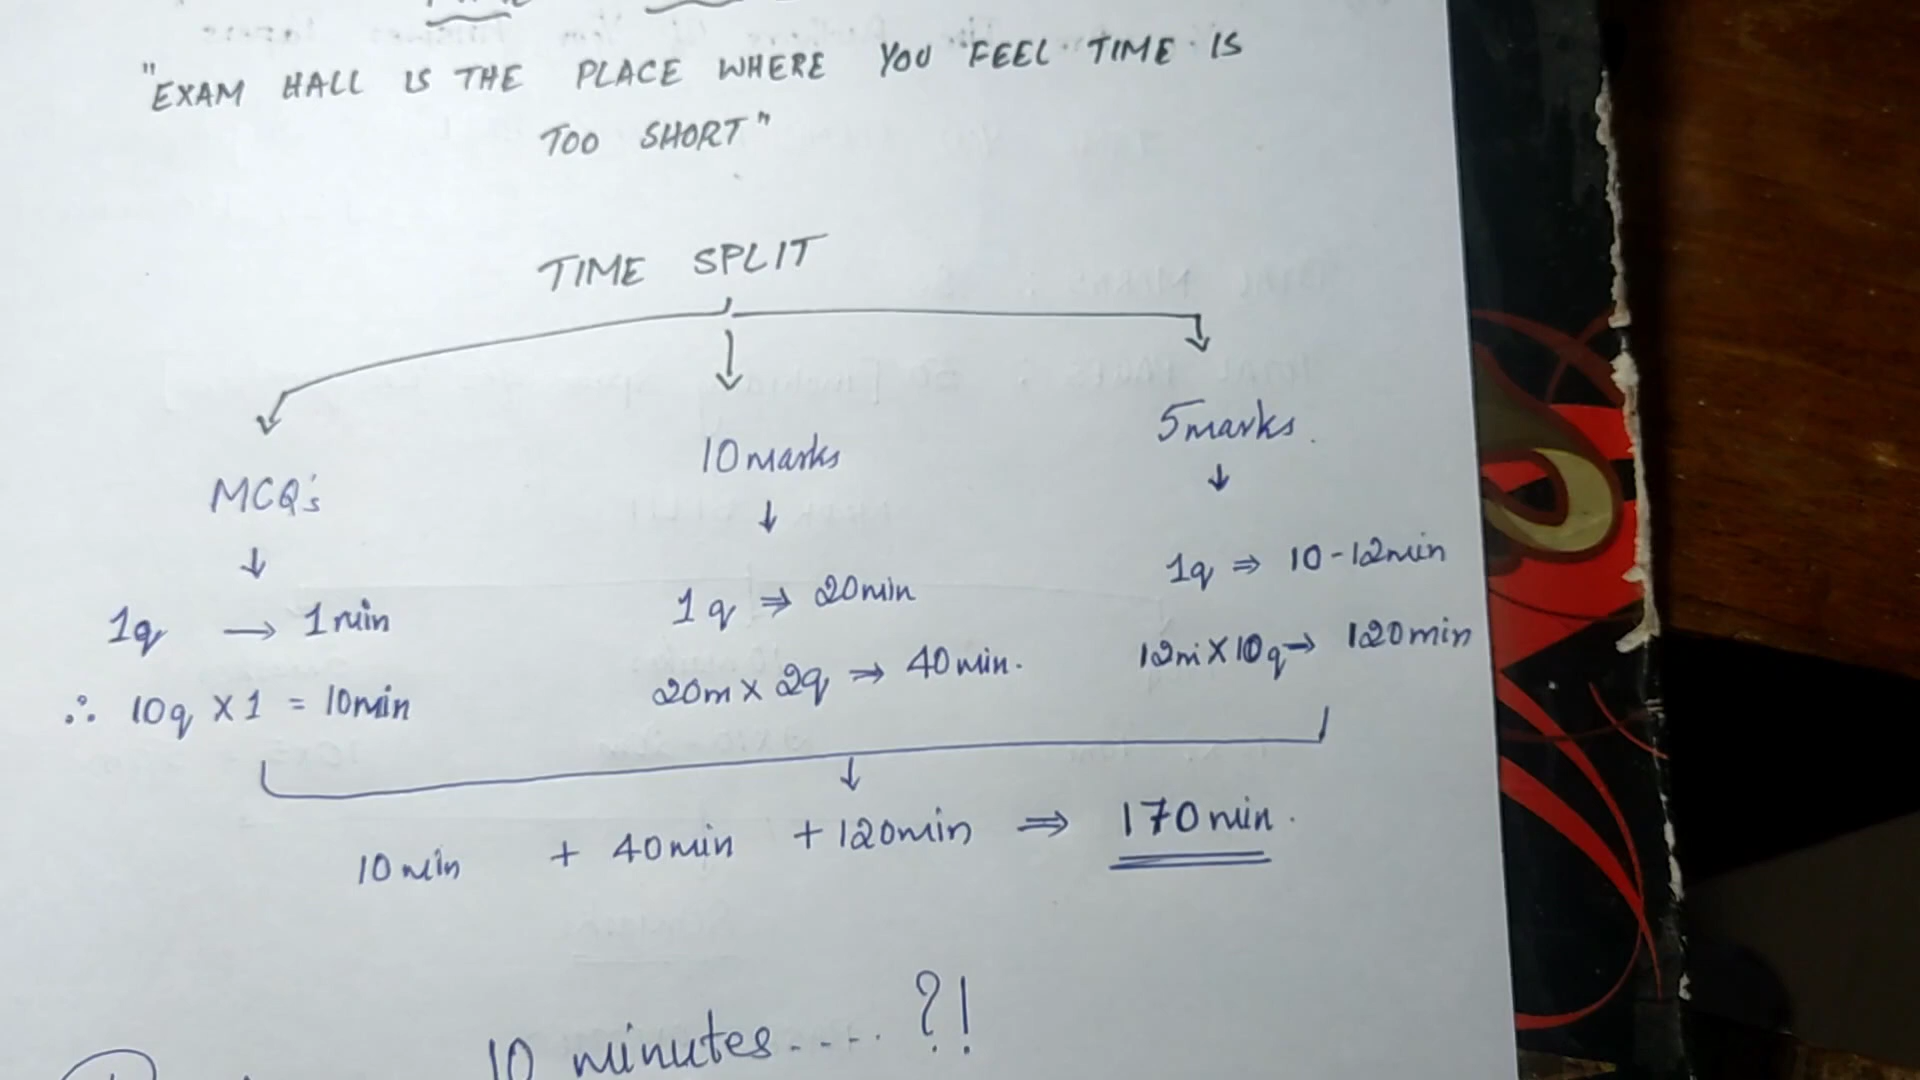 "EXAM HALL IS THE PLACE WHERE YOU FEEL TIME IS
TOO SHORT"
TIME SPLIT
MCQ's
10 marks
5 marks.
↓
↓
↓
1q → 1 min
1q ⇒ 20 min
1q ⇒ 10-12 min
∴ 10q X 1 = 10 min
20m X 2q ⇒ 40 min.
12m X 10q → 120 min
↓
10 min + 40 min + 120 min ⇒ 170 min.
10 minutes.....?!